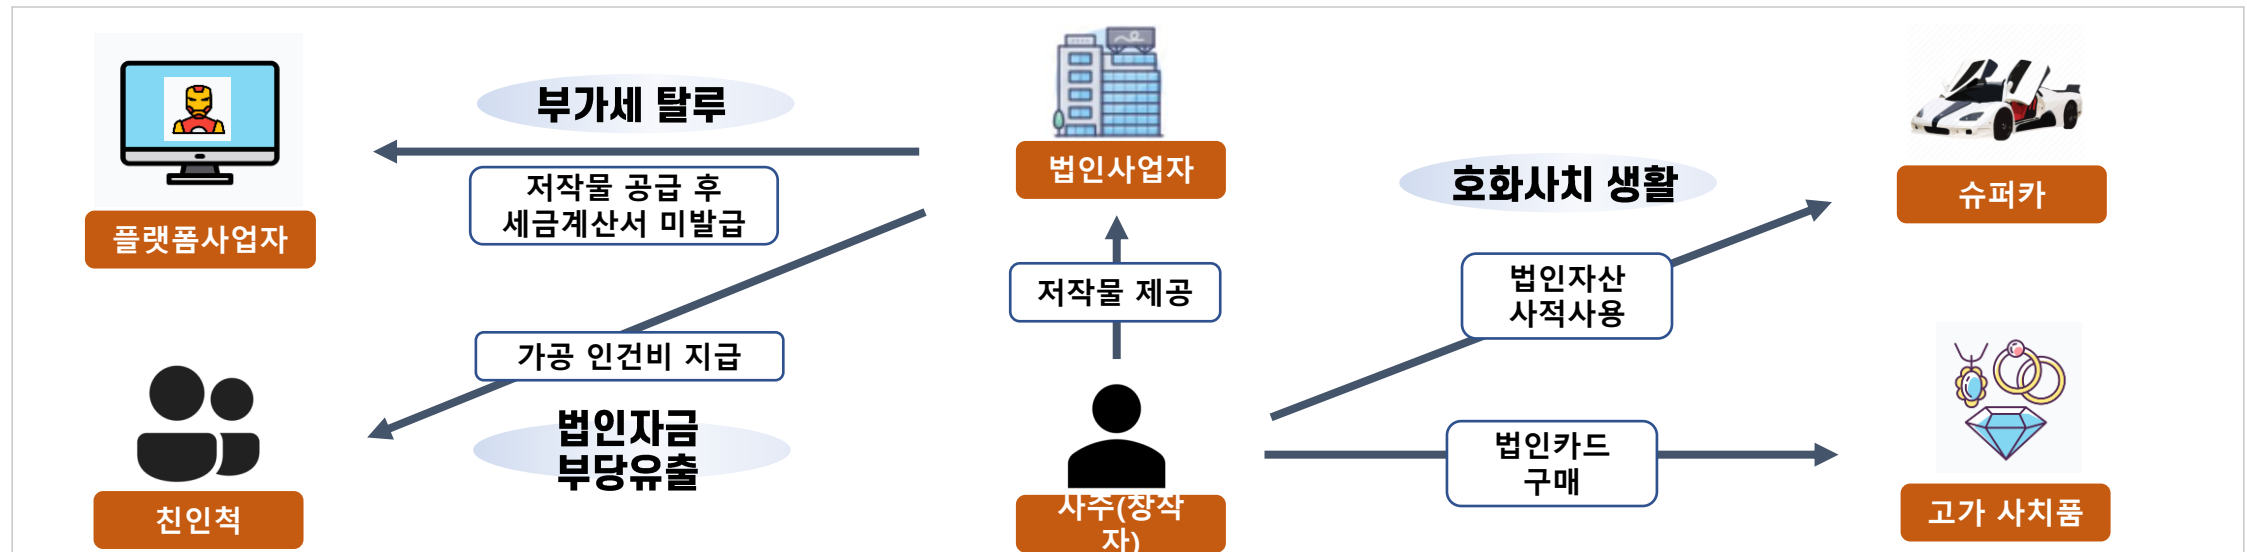 부가세 탈루
저작물 공급 후
세금계산서 미발급
플랫폼사업자
법인사업자
호화사치 생활
슈퍼카
저작물 제공
법인자산
사적사용
가공 인건비 지급
법인자금
부당유출
친인척
사주(창작
자)
법인카드
구매
고가 사치품